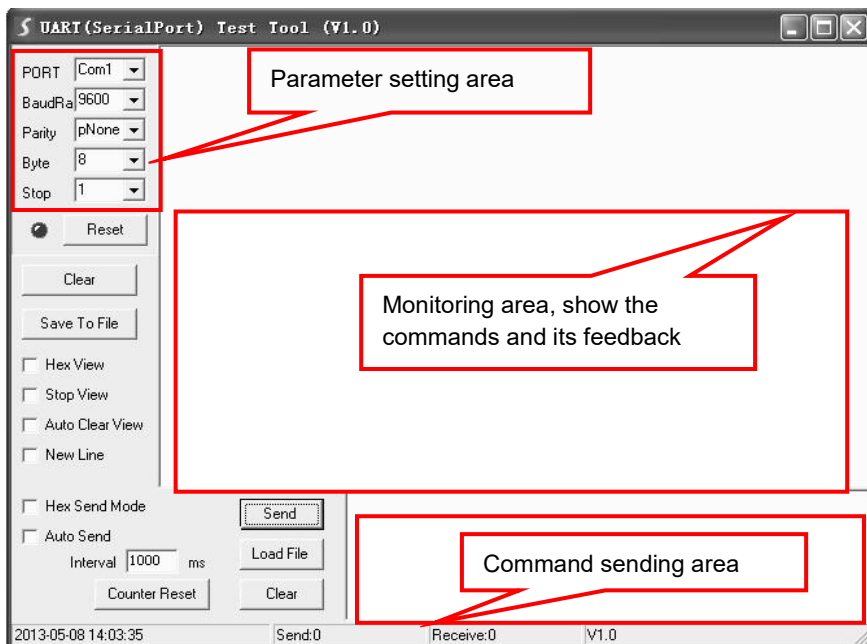 UART(SerialPort) Test Tool (V1.0)
PORT Com1
BaudRa 9600
Parity pNone
Byte 8
Stop 1
Parameter setting area
Reset
Clear
Save To File
Hex View
Stop View
Auto Clear View
New Line
Monitoring area, show the
commands and its feedback
Hex Send Mode
Auto Send
Interval 1000 ms
Counter Reset
Send
Load File
Clear
Command sending area
2013-05-08 14:03:35 Send:0 Receive:0 V1.0